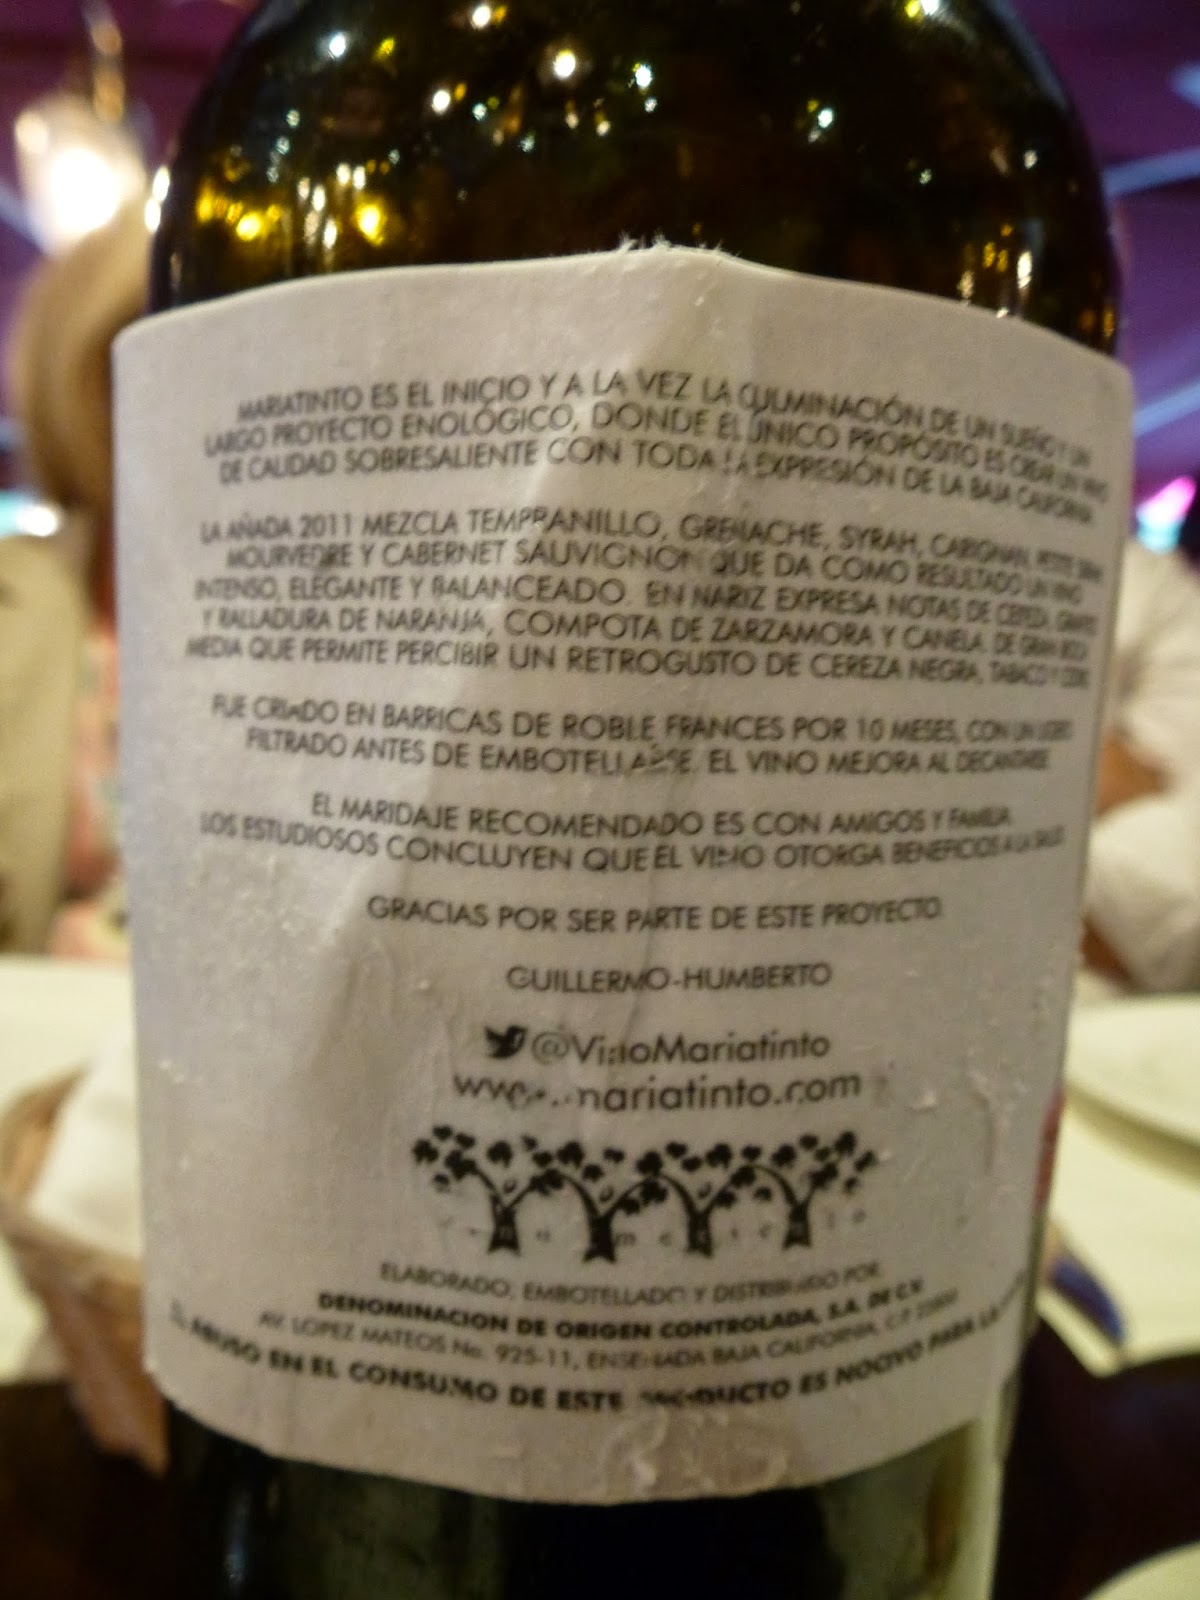 MARIATINTO ES EL INICIO Y A LA VEZ LA CULMINACIÓN DE UN SUEÑO Y UN
LARGO PROYECTO ENOLÓGICO, DONDE EL ÚNICO PROPÓSITO ES CREAR UN VINO
DE CALIDAD SOBRESALIENTE CON TODA LA EXPRESIÓN DE LA BAJA CALIFORNIA.
LA AÑADA 2011 MEZCLA TEMPRANILLO, GRENACHE, SYRAH, CARIGNAN, PETITE SIRAH
MOURVEDRE Y CABERNET SAUVIGNON QUE DA COMO RESULTADO UN VINO
INTENSO, ELEGANTE Y BALANCEADO. EN NARIZ EXPRESA NOTAS DE CEREZA,
Y RALLADURA DE NARANJA, COMPOTA DE ZARZAMORA Y CANELA. DE GRAN BOCA
MEDIA QUE PERMITE PERCIBIR UN RETROGUSTO DE CEREZA NEGRA, TABACO Y CEDRO.
FUE CRIADO EN BARRICAS DE ROBLE FRANCES POR 10 MESES, CON UN LIGERO
FILTRADO ANTES DE EMBOTELLARSE. EL VINO MEJORA AL DECANTARSE.
EL MARIDAJE RECOMENDADO ES CON AMIGOS Y FAMILIA.
LOS ESTUDIOSOS CONCLUYEN QUE EL VINO OTORGA BENEFICIOS A LA SALUD
GRACIAS POR SER PARTE DE ESTE PROYECTO.
GUILLERMO-HUMBERTO
@VinoMariatinto
www.mariatinto.com
ELABORADO, EMBOTELLADO Y DISTRIBUIDO POR:
DENOMINACION DE ORIGEN CONTROLADA, S.A. DE C.V.
AV. LOPEZ MATEOS No. 925-11, ENSENADA BAJA CALIFORNIA, C.P.
EL ABUSO EN EL CONSUMO DE ESTE PRODUCTO ES NOCIVO PARA LA